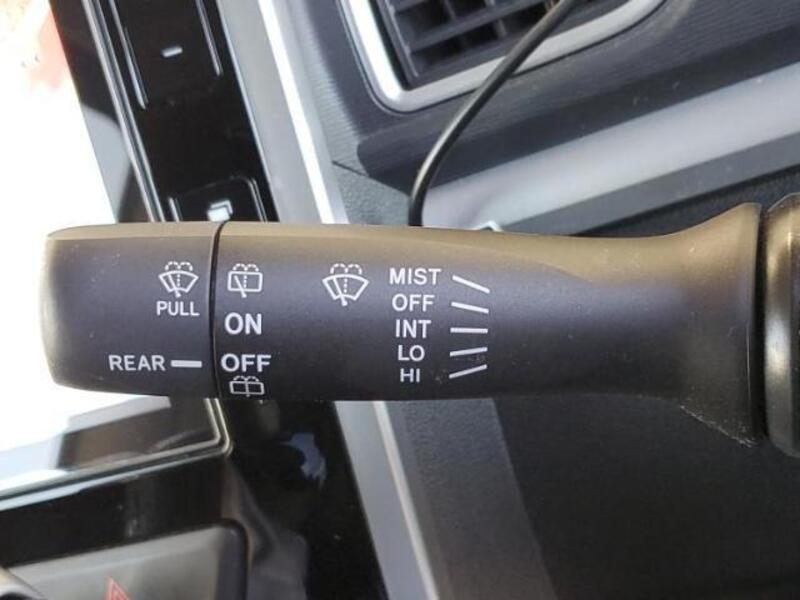 PULL
REAR
ON
OFF
MIST
OFF
INT
LO
HI